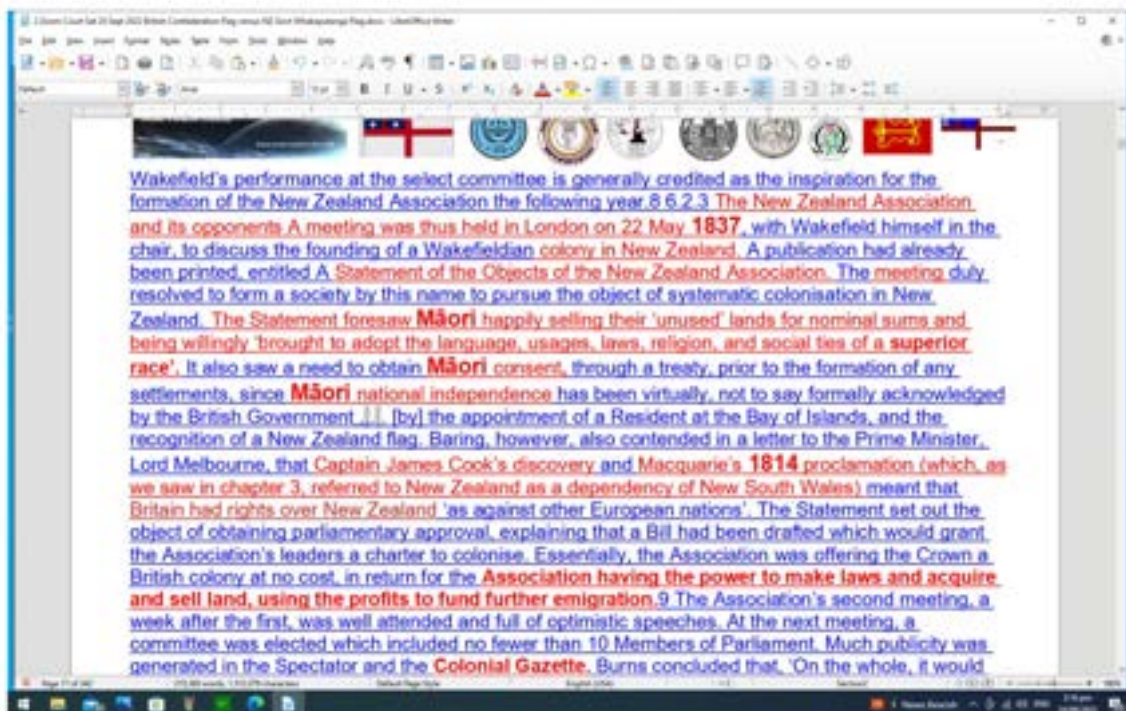 File Edit View Insert Format Styles Table Form Tools Window Help
Wakefield's performance at the select committee is generally credited as the inspiration for the
formation of the New Zealand Association the following year.8 6.2.3 The New Zealand Association
and its opponents A meeting was thus held in London on 22 May 1837, with Wakefield himself in the
chair, to discuss the founding of a Wakefieldian colony in New Zealand. A publication had already
been printed, entitled A Statement of the Objects of the New Zealand Association. The meeting duly
resolved to form a society by this name to pursue the object of systematic colonisation in New
Zealand. The Statement foresaw Māori happily selling their 'unused' lands for nominal sums and
being willingly 'brought to adopt the language, usages, laws, religion, and social ties of a superior
race'. It also saw a need to obtain Māori consent, through a treaty, prior to the formation of any
settlements, since Māori national independence has been virtually, not to say formally acknowledged
by the British Government [by] the appointment of a Resident at the Bay of Islands, and the
recognition of a New Zealand flag. Baring, however, also contended in a letter to the Prime Minister,
Lord Melbourne, that Captain James Cook's discovery and Macquarie's 1814 proclamation (which, as
we saw in chapter 3, referred to New Zealand as a dependency of New South Wales) meant that
Britain had rights over New Zealand 'as against other European nations'. The Statement set out the
object of obtaining parliamentary approval, explaining that a Bill had been drafted which would grant
the Association's leaders a charter to colonise. Essentially, the Association was offering the Crown a
British colony at no cost, in return for the Association having the power to make laws and acquire
and sell land, using the profits to fund further emigration.9 The Association's second meeting, a
week after the first, was well attended and full of optimistic speeches. At the next meeting, a
committee was elected which included no fewer than 10 Members of Parliament. Much publicity was
generated in the Spectator and the Colonial Gazette. Burns concluded that, 'On the whole, it would
Default Page Style
English (USA)